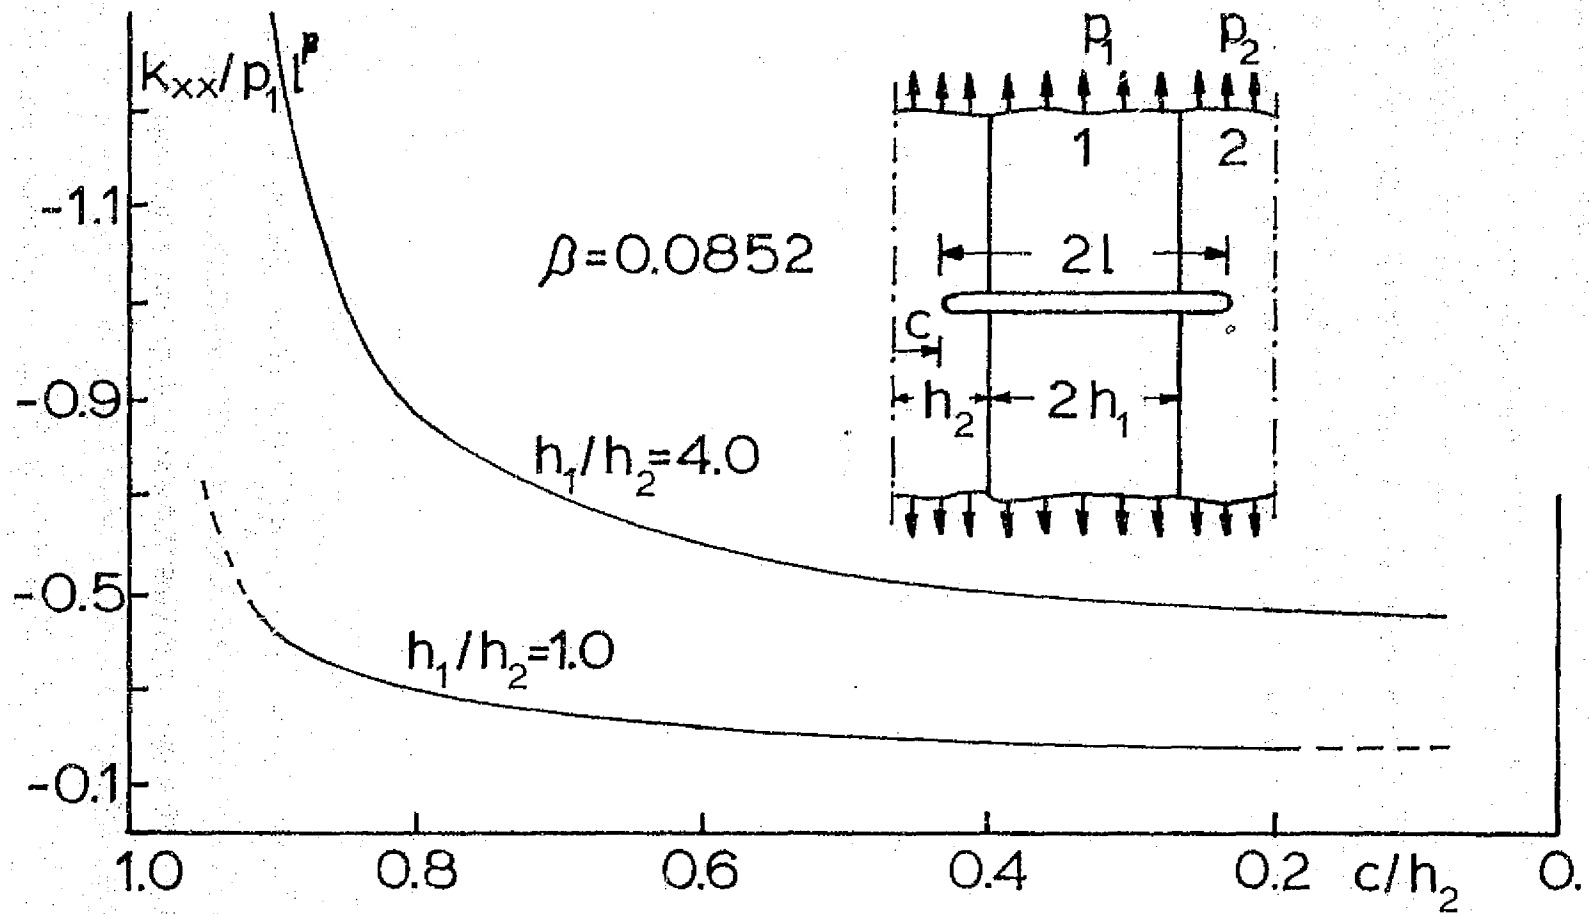 k_xx/p_1 l^β
-1.1
-0.9
-0.5
-0.1
1.0 0.8 0.6 0.4 0.2 c/h_2 0.
β=0.0852
h_1/h_2=4.0
h_1/h_2=1.0
p_1 p_2
1 2
2l
c
h_2 2h_1